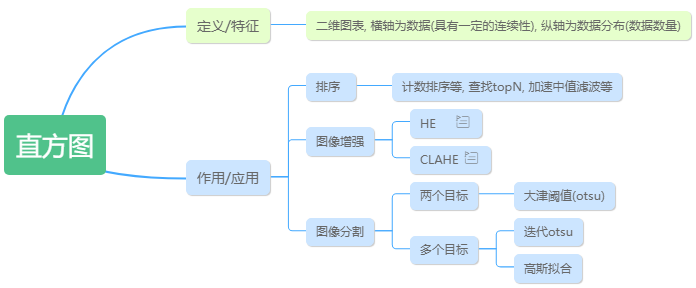 直方图
定义/特征
二维图表, 横轴为数据(具有一定的连续性), 纵轴为数据分布(数据数量)
作用/应用
排序
计数排序等, 查找topN, 加速中值滤波等
图像增强
HE
CLAHE
图像分割
两个目标
大津阈值(otsu)
多个目标
迭代otsu
高斯拟合